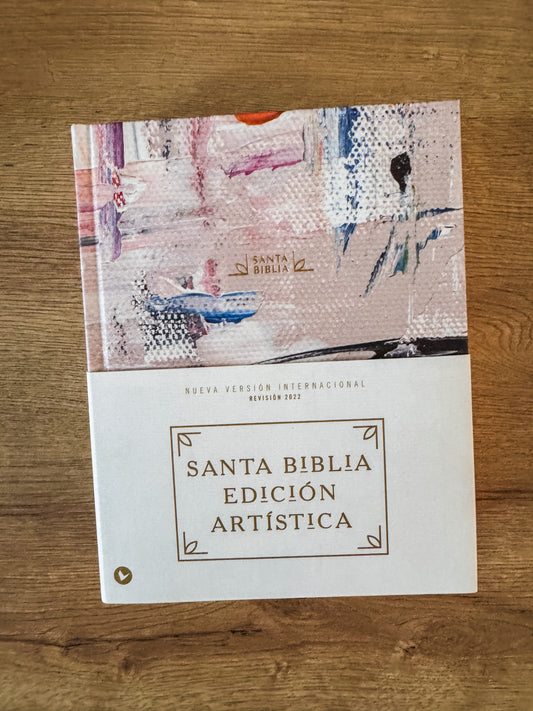 SANTA
BIBLIA
NUEVA VERSIÓN INTERNACIONAL
REVISIÓN 2022
SANTA BIBLIA
EDICIÓN
ARTÍSTICA